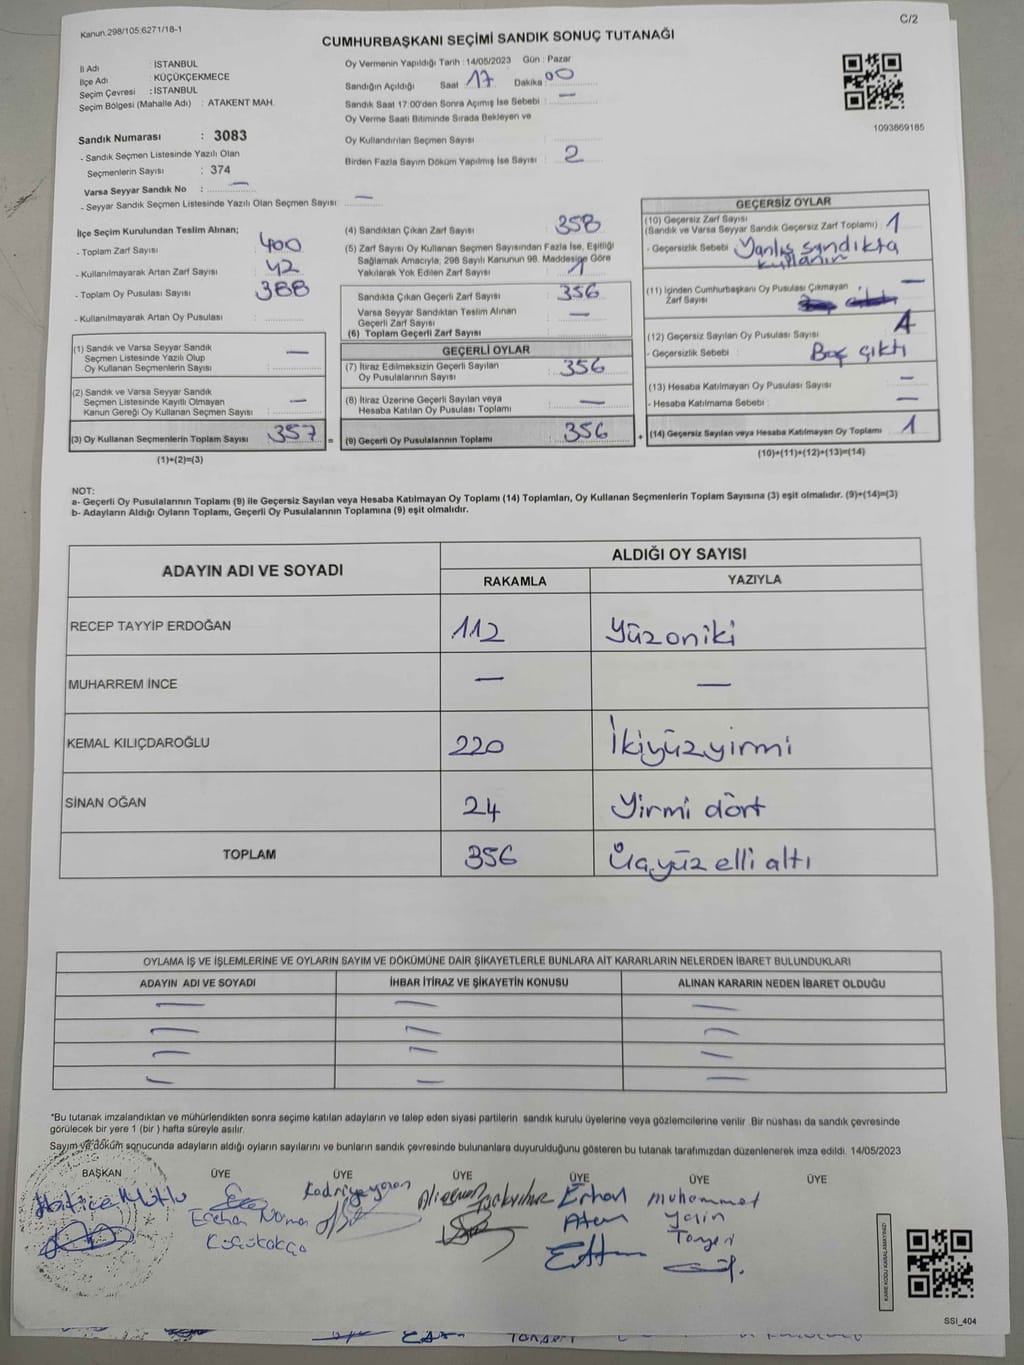 Kanun.298/105;6271/18-1
C/2
CUMHURBAŞKANI SEÇİMİ SANDIK SONUÇ TUTANAĞI
İl Adı : İSTANBUL
İlçe Adı : KÜÇÜKÇEKMECE
Seçim Çevresi : İSTANBUL
Seçim Bölgesi (Mahalle Adı) : ATAKENT MAH.
Sandık Numarası : 3083
- Sandık Seçmen Listesinde Yazılı Olan
Seçmenlerin Sayısı : 374
Varsa Seyyar Sandık No : —
- Seyyar Sandık Seçmen Listesinde Yazılı Olan Seçmen Sayısı : —
Oy Vermenin Yapıldığı Tarih : 14/05/2023 Gün : Pazar
Sandığın Açıldığı Saat 17 Dakika : 00
Sandık Saat 17:00'den Sonra Açımış İse Sebebi : —
Oy Verme Saati Bitiminde Sırada Bekleyen ve
Oy Kullandırılan Seçmen Sayısı :
Birden Fazla Sayım Döküm Yapılmış İse Sayısı : 2
1093869185
İlçe Seçim Kurulundan Teslim Alınan;
- Toplam Zarf Sayısı : 400
- Kullanılmayarak Artan Zarf Sayısı : 42
- Toplam Oy Pusulası Sayısı : 388
- Kullanılmayarak Artan Oy Pusulası :
(1) Sandık ve Varsa Seyyar Sandık
Seçmen Listesinde Yazılı Olup
Oy Kullanan Seçmenlerin Sayısı : —
(2) Sandık ve Varsa Seyyar Sandık
Seçmen Listesinde Kayıtlı Olmayan
Kanun Gereği Oy Kullanan Seçmen Sayısı : —
(3) Oy Kullanan Seçmenlerin Toplam Sayısı : 357 =
(1)+(2)=(3)
(4) Sandıktan Çıkan Zarf Sayısı : 358
(5) Zarf Sayısı Oy Kullanan Seçmen Sayısından Fazla İse, Eşitliği
Sağlamak Amacıyla; 298 Sayılı Kanunun 98. Maddesine Göre
Yakılarak Yok Edilen Zarf Sayısı : 1
Sandıkta Çıkan Geçerli Zarf Sayısı : 356
Varsa Seyyar Sandıktan Teslim Alınan
Geçerli Zarf Sayısı : —
(6) Toplam Geçerli Zarf Sayısı :
GEÇERLİ OYLAR
(7) İtiraz Edilmeksizin Geçerli Sayılan
Oy Pusulalarının Sayısı : 356
(8) İtiraz Üzerine Geçerli Sayılan veya
Hesaba Katılan Oy Pusulası Toplamı : —
(9) Geçerli Oy Pusulalarının Toplamı : 356 +
GEÇERSİZ OYLAR
(10) Geçersiz Zarf Sayısı
(Sandık ve Varsa Seyyar Sandık Geçersiz Zarf Toplamı) : 1
- Geçersizlik Sebebi : Yanlış sandıkta
kullanım
(11) İçinden Cumhurbaşkanı Oy Pusulası Çıkmayan
Zarf Sayısı : —
(12) Geçersiz Sayılan Oy Pusulası Sayısı :
- Geçersizlik Sebebi : Boş çıktı
(13) Hesaba Katılmayan Oy Pusulası Sayısı : —
- Hesaba Katılmama Sebebi : —
(14) Geçersiz Sayılan veya Hesaba Katılmayan Oy Toplamı : 1
(10)+(11)+(12)+(13)=(14)
NOT:
a- Geçerli Oy Pusulalarının Toplamı (9) ile Geçersiz Sayılan veya Hesaba Katılmayan Oy Toplamı (14) Toplamları, Oy Kullanan Seçmenlerin Toplam Sayısına (3) eşit olmalıdır. (9)+(14)=(3)
b- Adayların Aldığı Oyların Toplamı, Geçerli Oy Pusulalarının Toplamına (9) eşit olmalıdır.
ADAYIN ADI VE SOYADI ALDIĞI OY SAYISI
RAKAMLA YAZIYLA
RECEP TAYYİP ERDOĞAN 112 Yüzoniki
MUHARREM İNCE — —
KEMAL KILIÇDAROĞLU 220 İkiyüzyirmi
SİNAN OĞAN 24 Yirmi dört
TOPLAM 356 Üçyüz elli altı
OYLAMA İŞ VE İŞLEMLERİNE VE OYLARIN SAYIM VE DÖKÜMÜNE DAİR ŞİKAYETLERLE BUNLARA AİT KARARLARIN NELERDEN İBARET BULUNDUKLARI
ADAYIN ADI VE SOYADI İHBAR İTİRAZ VE ŞİKAYETİN KONUSU ALINAN KARARIN NEDEN İBARET OLDUĞU
— — —
— — —
— — —
— — —
*Bu tutanak imzalandıktan ve mühürlendikten sonra seçime katılan adayların ve talep eden siyasi partilerin sandık kurulu üyelerine veya gözlemcilerine verilir. Bir nüshası da sandık çevresinde
görülecek bir yere 1 (bir ) hafta süreyle asılır.
Sayım ve döküm sonucunda adayların aldığı oyların sayılarını ve bunların sandık çevresinde bulunanlara duyurulduğunu gösteren bu tutanak tarafımızdan düzenlenerek imza edildi. 14/05/2023
BAŞKAN ÜYE ÜYE ÜYE ÜYE ÜYE ÜYE
Hatice Mutlu
Kadriye
Erhan
Muhammet
Yasin
KARE KODU KARALAMAYINIZ!
SSI_404